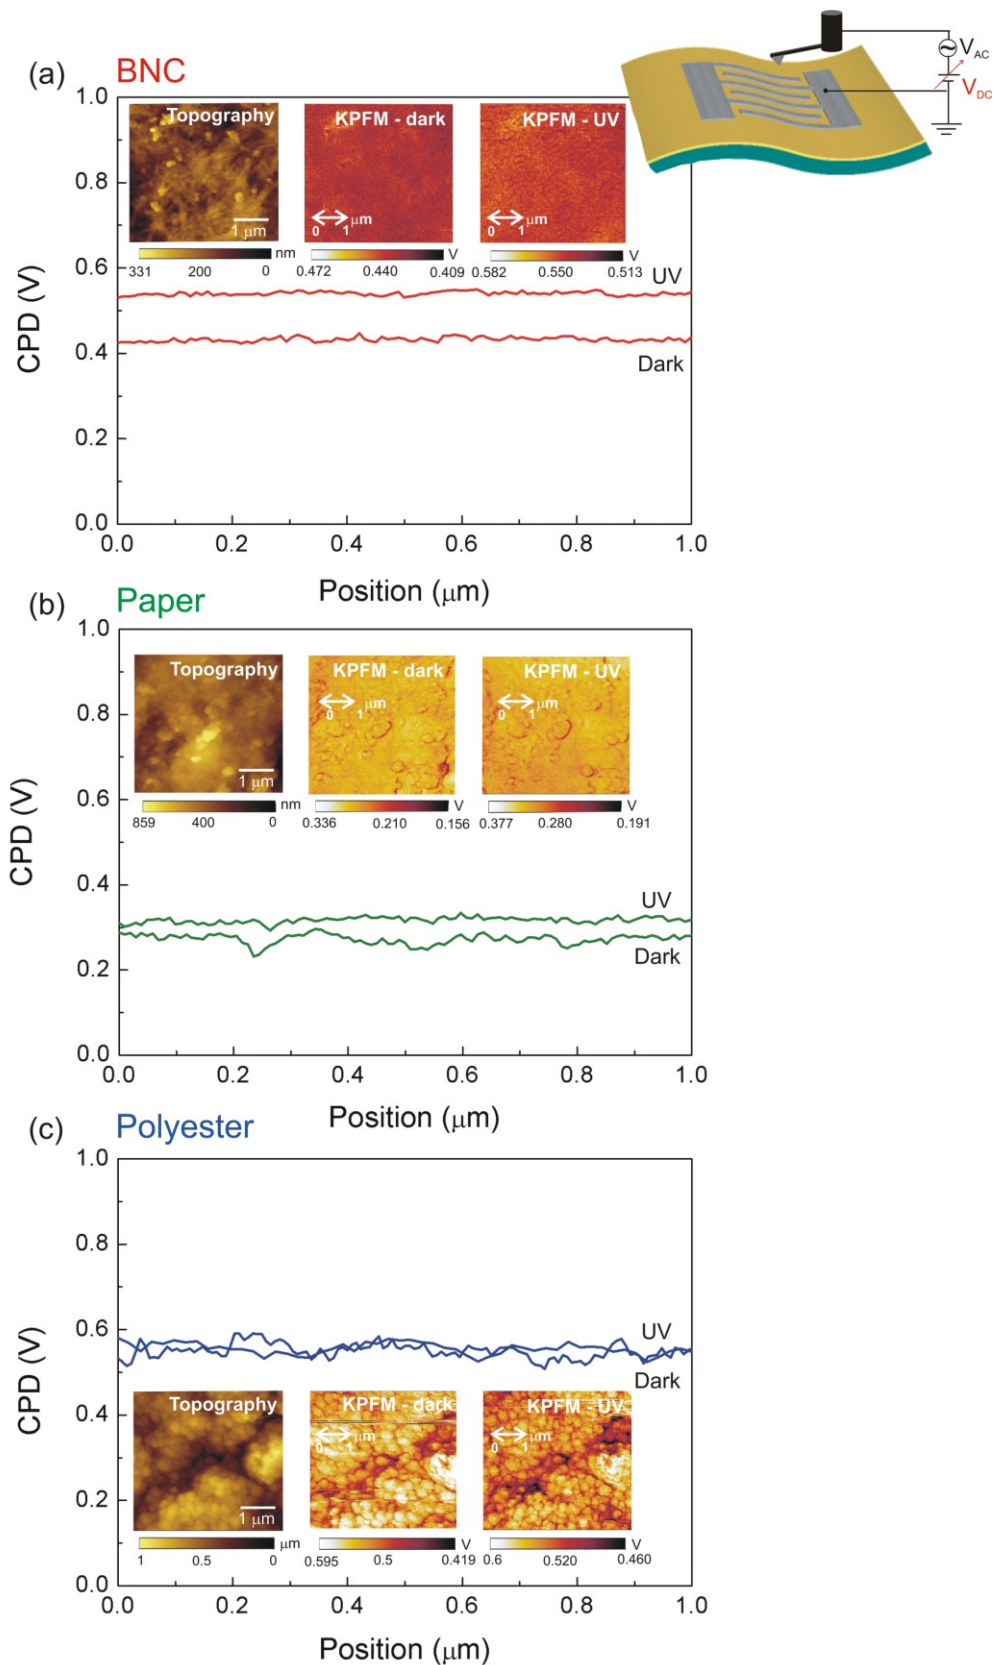 (a) BNC
V_AC
V_DC
1.0
0.8
0.6
0.4
0.2
0.0
CPD (V)
Topography
1 μm
nm
331 200 0
KPFM - dark
μm
0 1
V
0.472 0.440 0.409
KPFM - UV
μm
0 1
V
0.582 0.550 0.513
UV
Dark
0.0 0.2 0.4 0.6 0.8 1.0
Position (μm)
(b) Paper
1.0
0.8
0.6
0.4
0.2
0.0
CPD (V)
Topography
1 μm
nm
859 400 0
KPFM - dark
μm
0 1
V
0.336 0.210 0.156
KPFM - UV
μm
0 1
V
0.377 0.280 0.191
UV
Dark
0.0 0.2 0.4 0.6 0.8 1.0
Position (μm)
(c) Polyester
1.0
0.8
0.6
0.4
0.2
0.0
CPD (V)
UV
Dark
Topography
1 μm
μm
1 0.5 0
KPFM - dark
μm
0 1
V
0.595 0.5 0.419
KPFM - UV
μm
0 1
V
0.6 0.520 0.460
0.0 0.2 0.4 0.6 0.8 1.0
Position (μm)